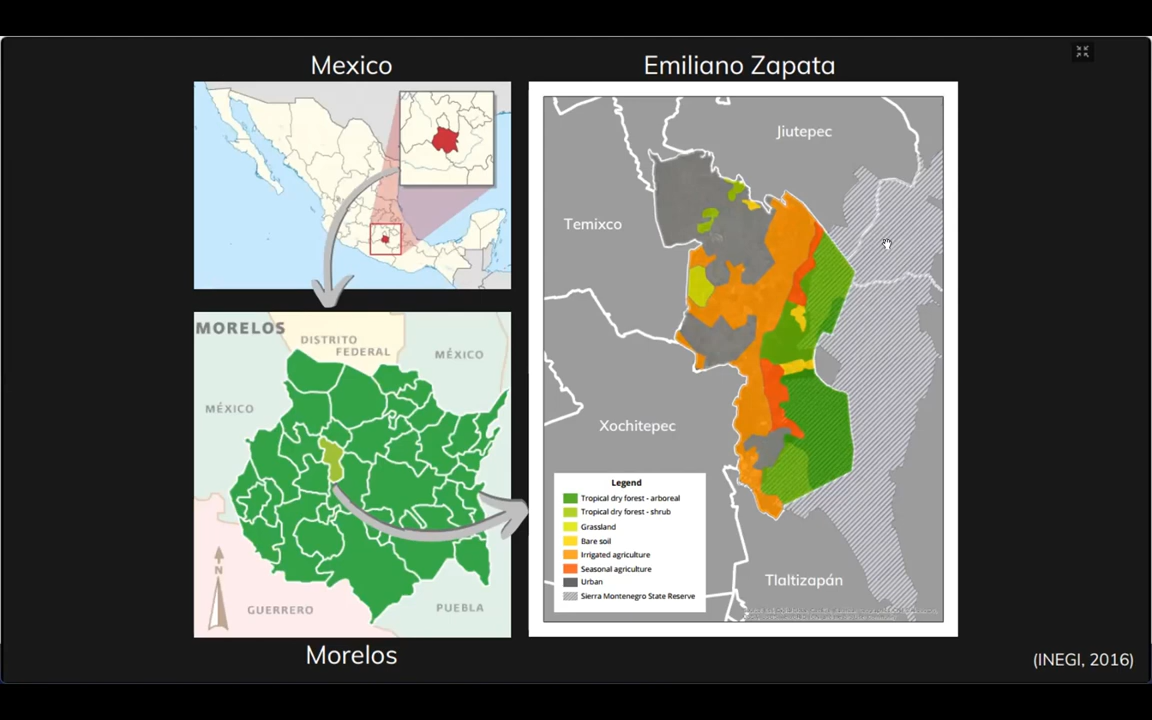 Mexico
Emiliano Zapata
Jiutepec
Temixco
Xochitepec
Tlaltizapán
Legend
Tropical dry forest - arboreal
Tropical dry forest - shrub
Grassland
Bare soil
Irrigated agriculture
Seasonal agriculture
Urban
Sierra Montenegro State Reserve
MORELOS
DISTRITO
FEDERAL
MÉXICO
MÉXICO
N
GUERRERO
PUEBLA
Morelos
(INEGI, 2016)